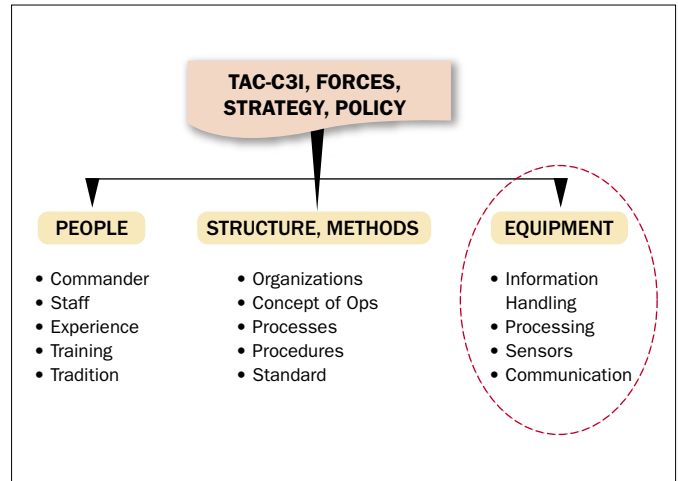 TAC-C3I, FORCES,
STRATEGY, POLICY
PEOPLE
• Commander
• Staff
• Experience
• Training
• Tradition
STRUCTURE, METHODS
• Organizations
• Concept of Ops
• Processes
• Procedures
• Standard
EQUIPMENT
• Information
Handling
• Processing
• Sensors
• Communication